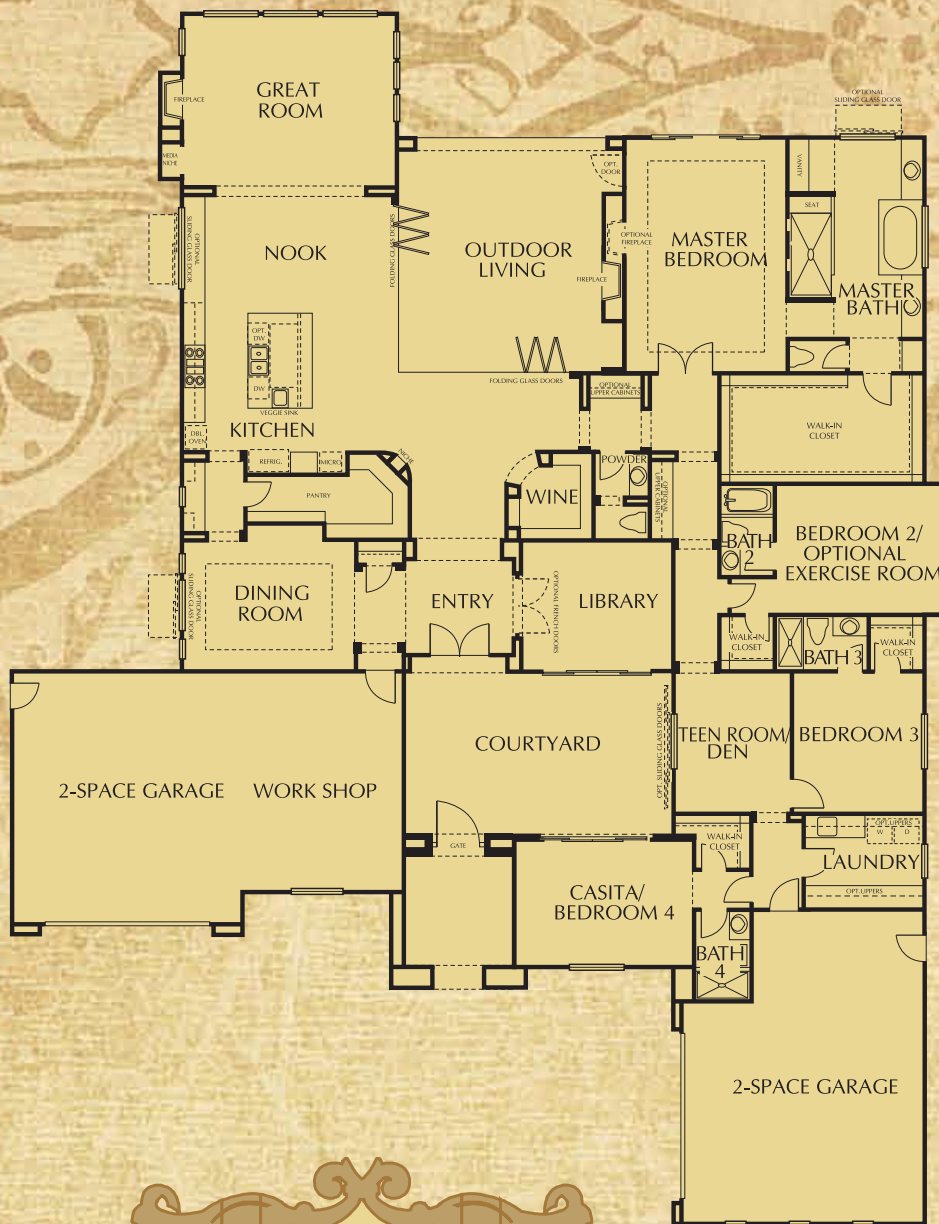 GREAT
ROOM
FIREPLACE
MEDIA
NICHE
OPTIONAL
SLIDING GLASS DOOR
OPT.
DOOR
VANITY
SEAT
OPTIONAL
SLIDING GLASS DOOR
NOOK
FOLDING GLASS DOORS
OUTDOOR
LIVING
OPTIONAL
FIREPLACE
FIREPLACE
MASTER
BEDROOM
MASTER
BATH
OPT.
DW
DW
VEGGIE SINK
FOLDING GLASS DOORS
OPTIONAL
UPPER CABINETS
KITCHEN
DBL.
OVEN
REFRIG.
MICRO
NICHE
WALK-IN
CLOSET
PANTRY
WINE
POWDER
OPTIONAL
UPPER CABINETS
BATH
2
BEDROOM 2/
OPTIONAL
EXERCISE ROOM
OPTIONAL
SLIDING GLASS DOOR
DINING
ROOM
ENTRY
OPTIONAL FRENCH DOORS
LIBRARY
WALK-IN
CLOSET
BATH 3
WALK-IN
CLOSET
2-SPACE GARAGE
WORK SHOP
COURTYARD
OPT. SLIDING GLASS DOORS
TEEN ROOM/
DEN
BEDROOM 3
GATE
WALK-IN
CLOSET
OPT.UPPERS
W
D
LAUNDRY
OPT.UPPERS
CASITA/
BEDROOM 4
BATH
4
2-SPACE GARAGE